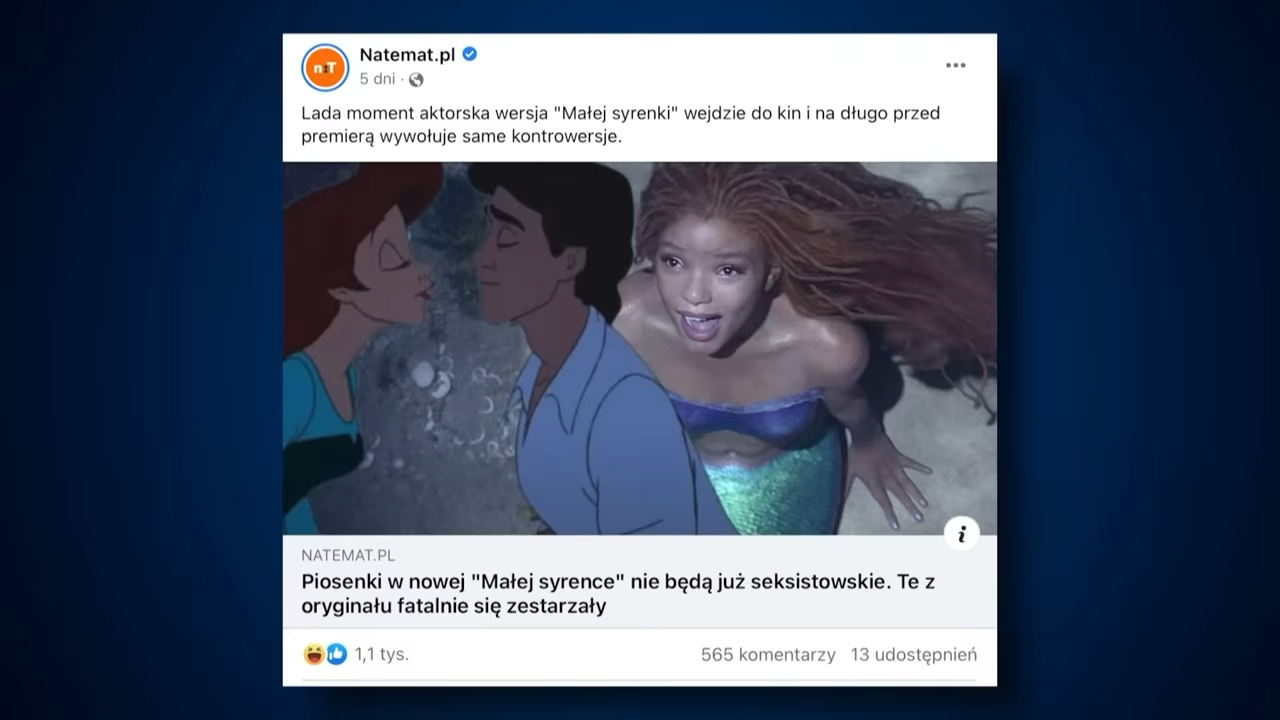 n:T
Natemat.pl
5 dni ·
Lada moment aktorska wersja "Małej syrenki" wejdzie do kin i na długo przed
premierą wywołuje same kontrowersje.
i
NATEMAT.PL
Piosenki w nowej "Małej syrence" nie będą już seksistowskie. Te z
oryginału fatalnie się zestarzały
1,1 tys. 565 komentarzy 13 udostępnień